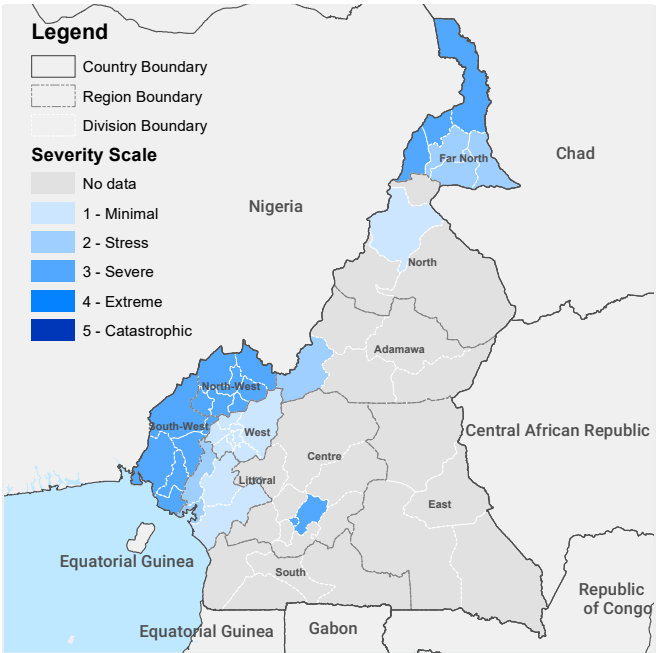 Legend
Country Boundary
Region Boundary
Division Boundary
Severity Scale
No data
1 - Minimal
2 - Stress
3 - Severe
4 - Extreme
5 - Catastrophic
Far North
Chad
Nigeria
North
Adamawa
North-West
South-West
West
Central African Republic
Centre
Littoral
East
Equatorial Guinea
South
Republic
of Congo
Equatorial Guinea
Gabon